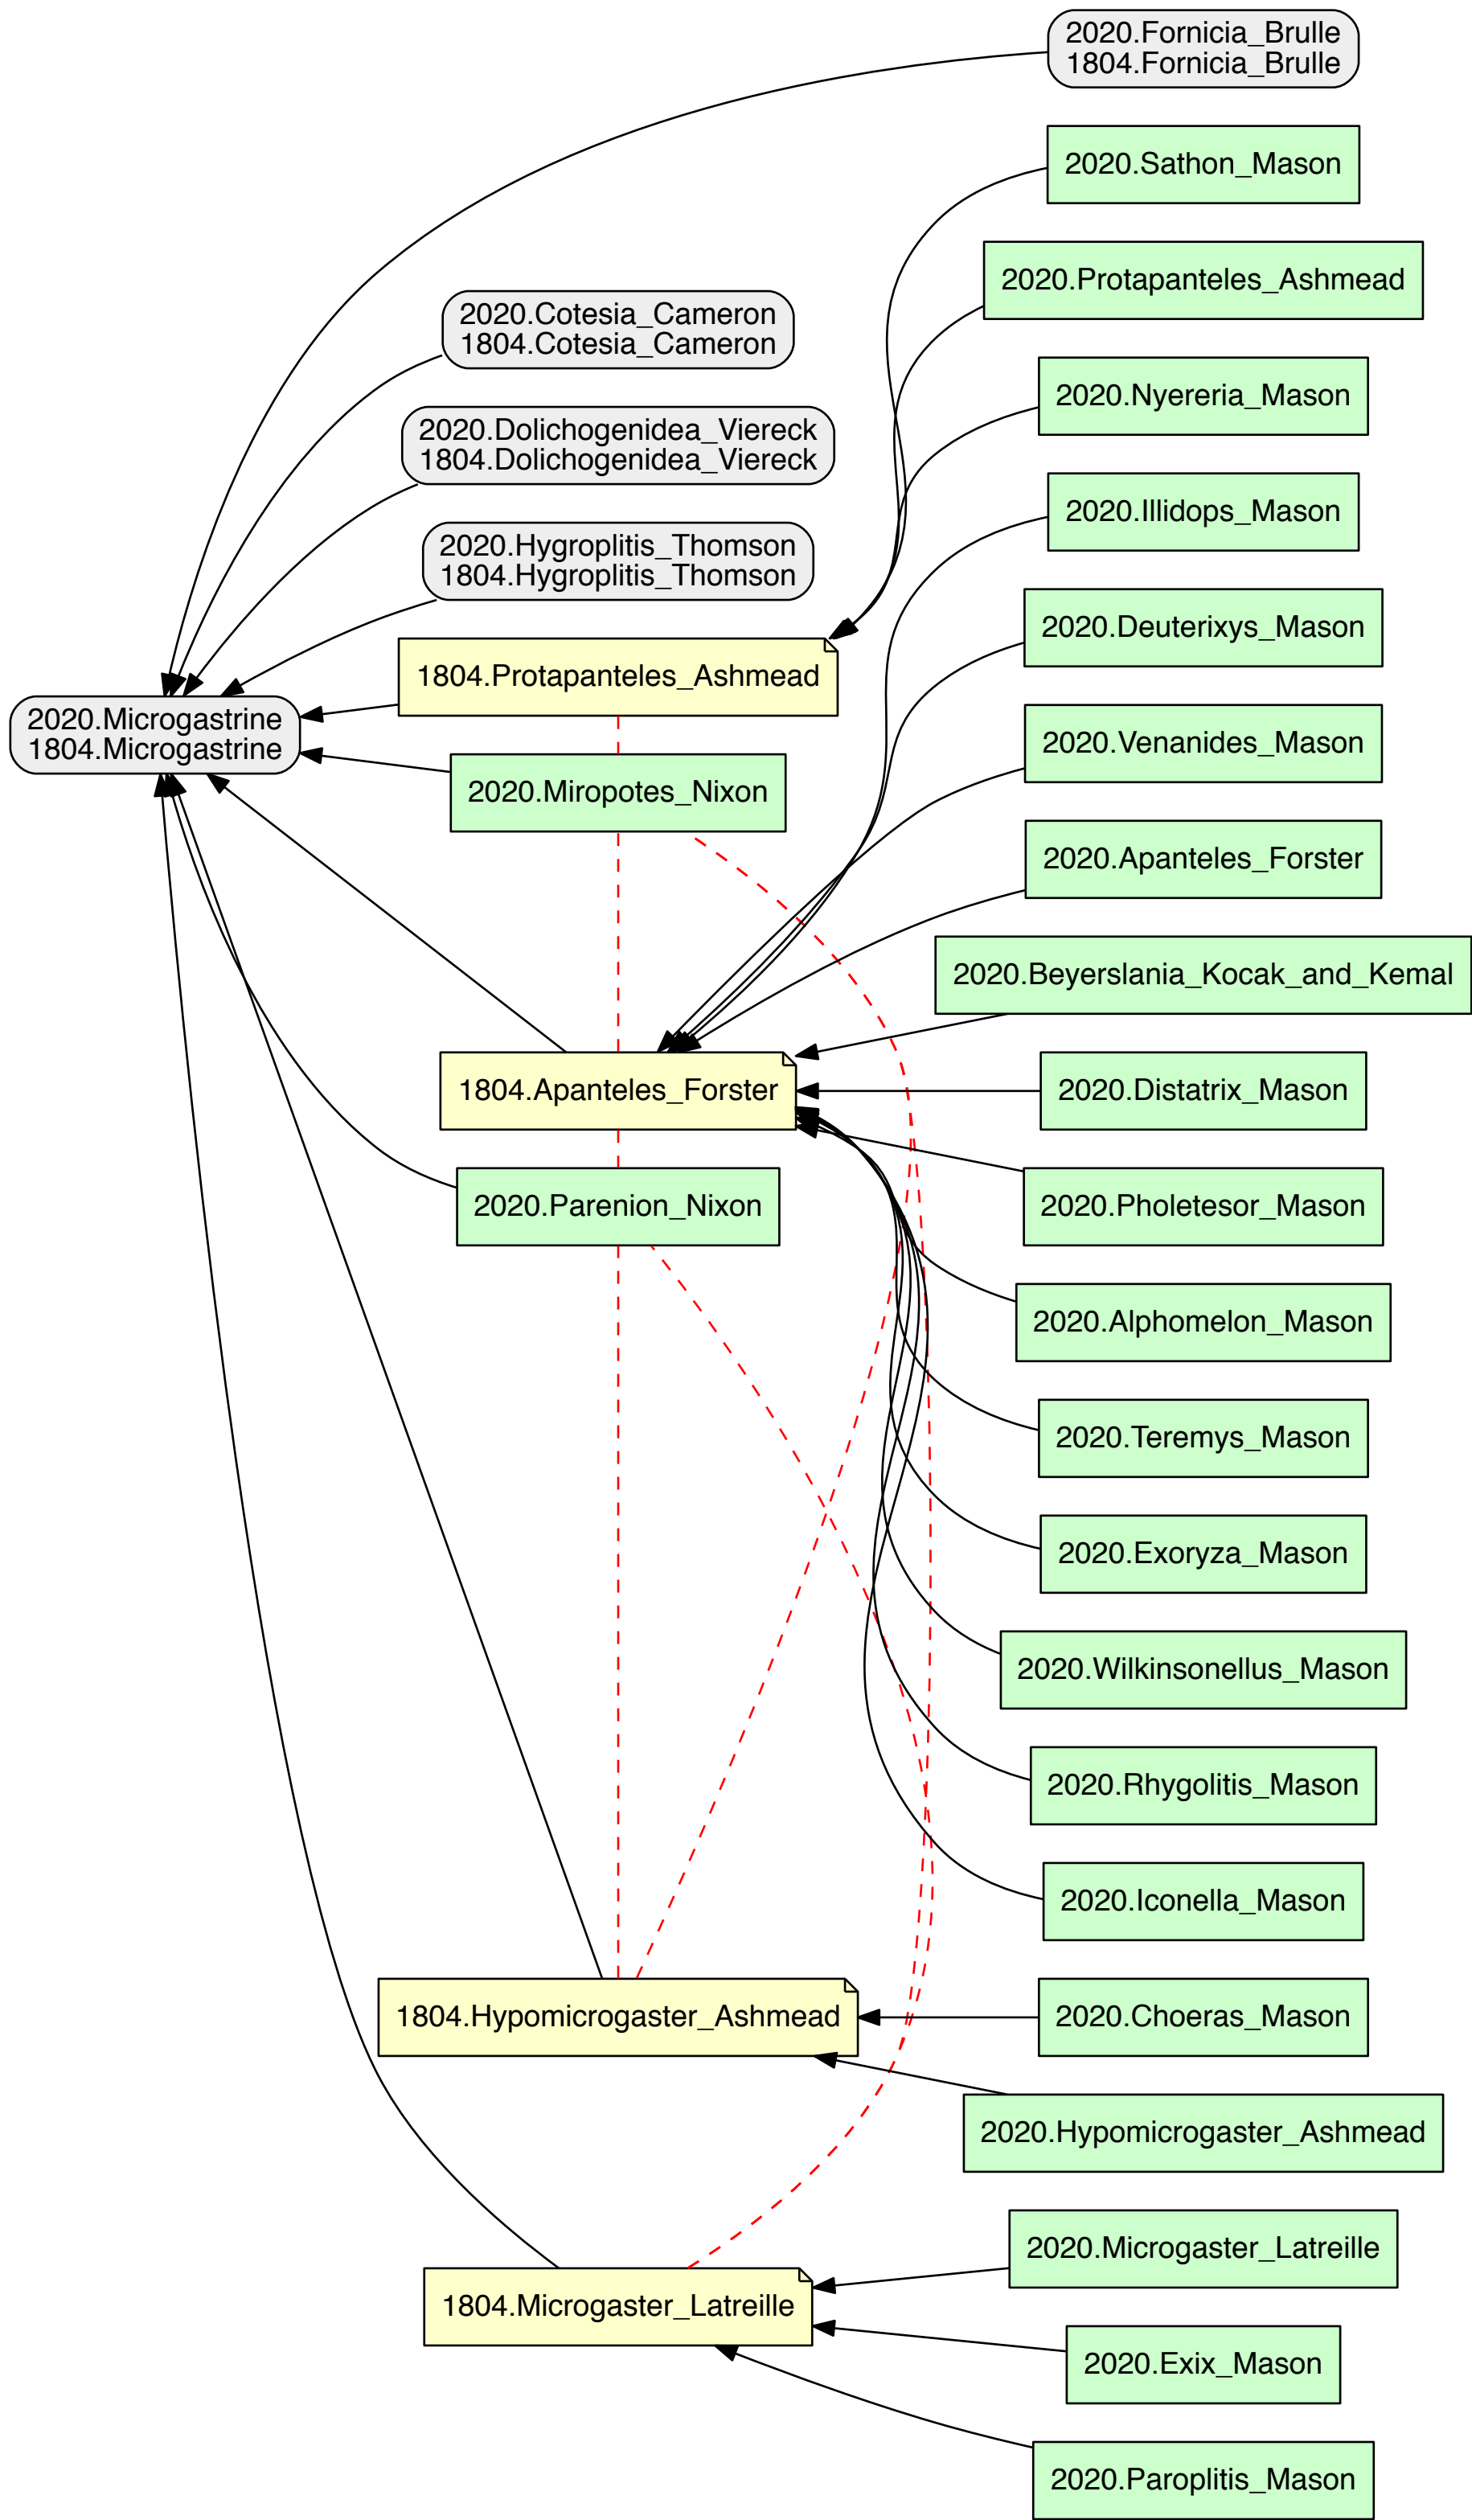 2020.Fornicia_Brulle
1804.Fornicia_Brulle
2020.Sathon_Mason
2020.Protapanteles_Ashmead
2020.Cotesia_Cameron
1804.Cotesia_Cameron
2020.Nyereria_Mason
2020.Dolichogenidea_Viereck
1804.Dolichogenidea_Viereck
2020.Illidops_Mason
2020.Hygroplitis_Thomson
1804.Hygroplitis_Thomson
2020.Deuterixys_Mason
1804.Protapanteles_Ashmead
2020.Microgastrine
1804.Microgastrine
2020.Venanides_Mason
2020.Miropotes_Nixon
2020.Apanteles_Forster
2020.Beyerslania_Kocak_and_Kemal
1804.Apanteles_Forster
2020.Distatrix_Mason
2020.Parenion_Nixon
2020.Pholetesor_Mason
2020.Alphomelon_Mason
2020.Teremys_Mason
2020.Exoryza_Mason
2020.Wilkinsonellus_Mason
2020.Rhygolitis_Mason
2020.Iconella_Mason
1804.Hypomicrogaster_Ashmead
2020.Choeras_Mason
2020.Hypomicrogaster_Ashmead
2020.Microgaster_Latreille
1804.Microgaster_Latreille
2020.Exix_Mason
2020.Paroplitis_Mason